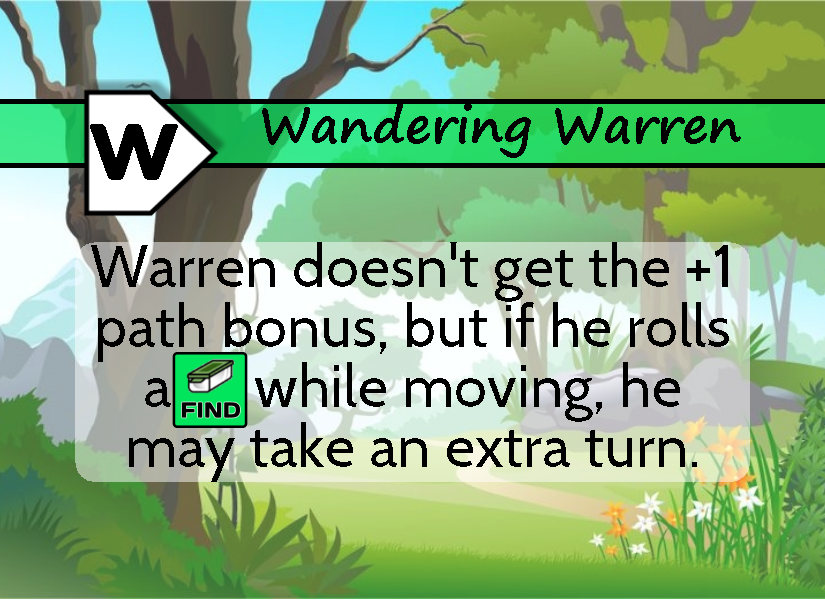 W
Wandering Warren
Warren doesn't get the +1
path bonus, but if he rolls
a FIND while moving, he
may take an extra turn.